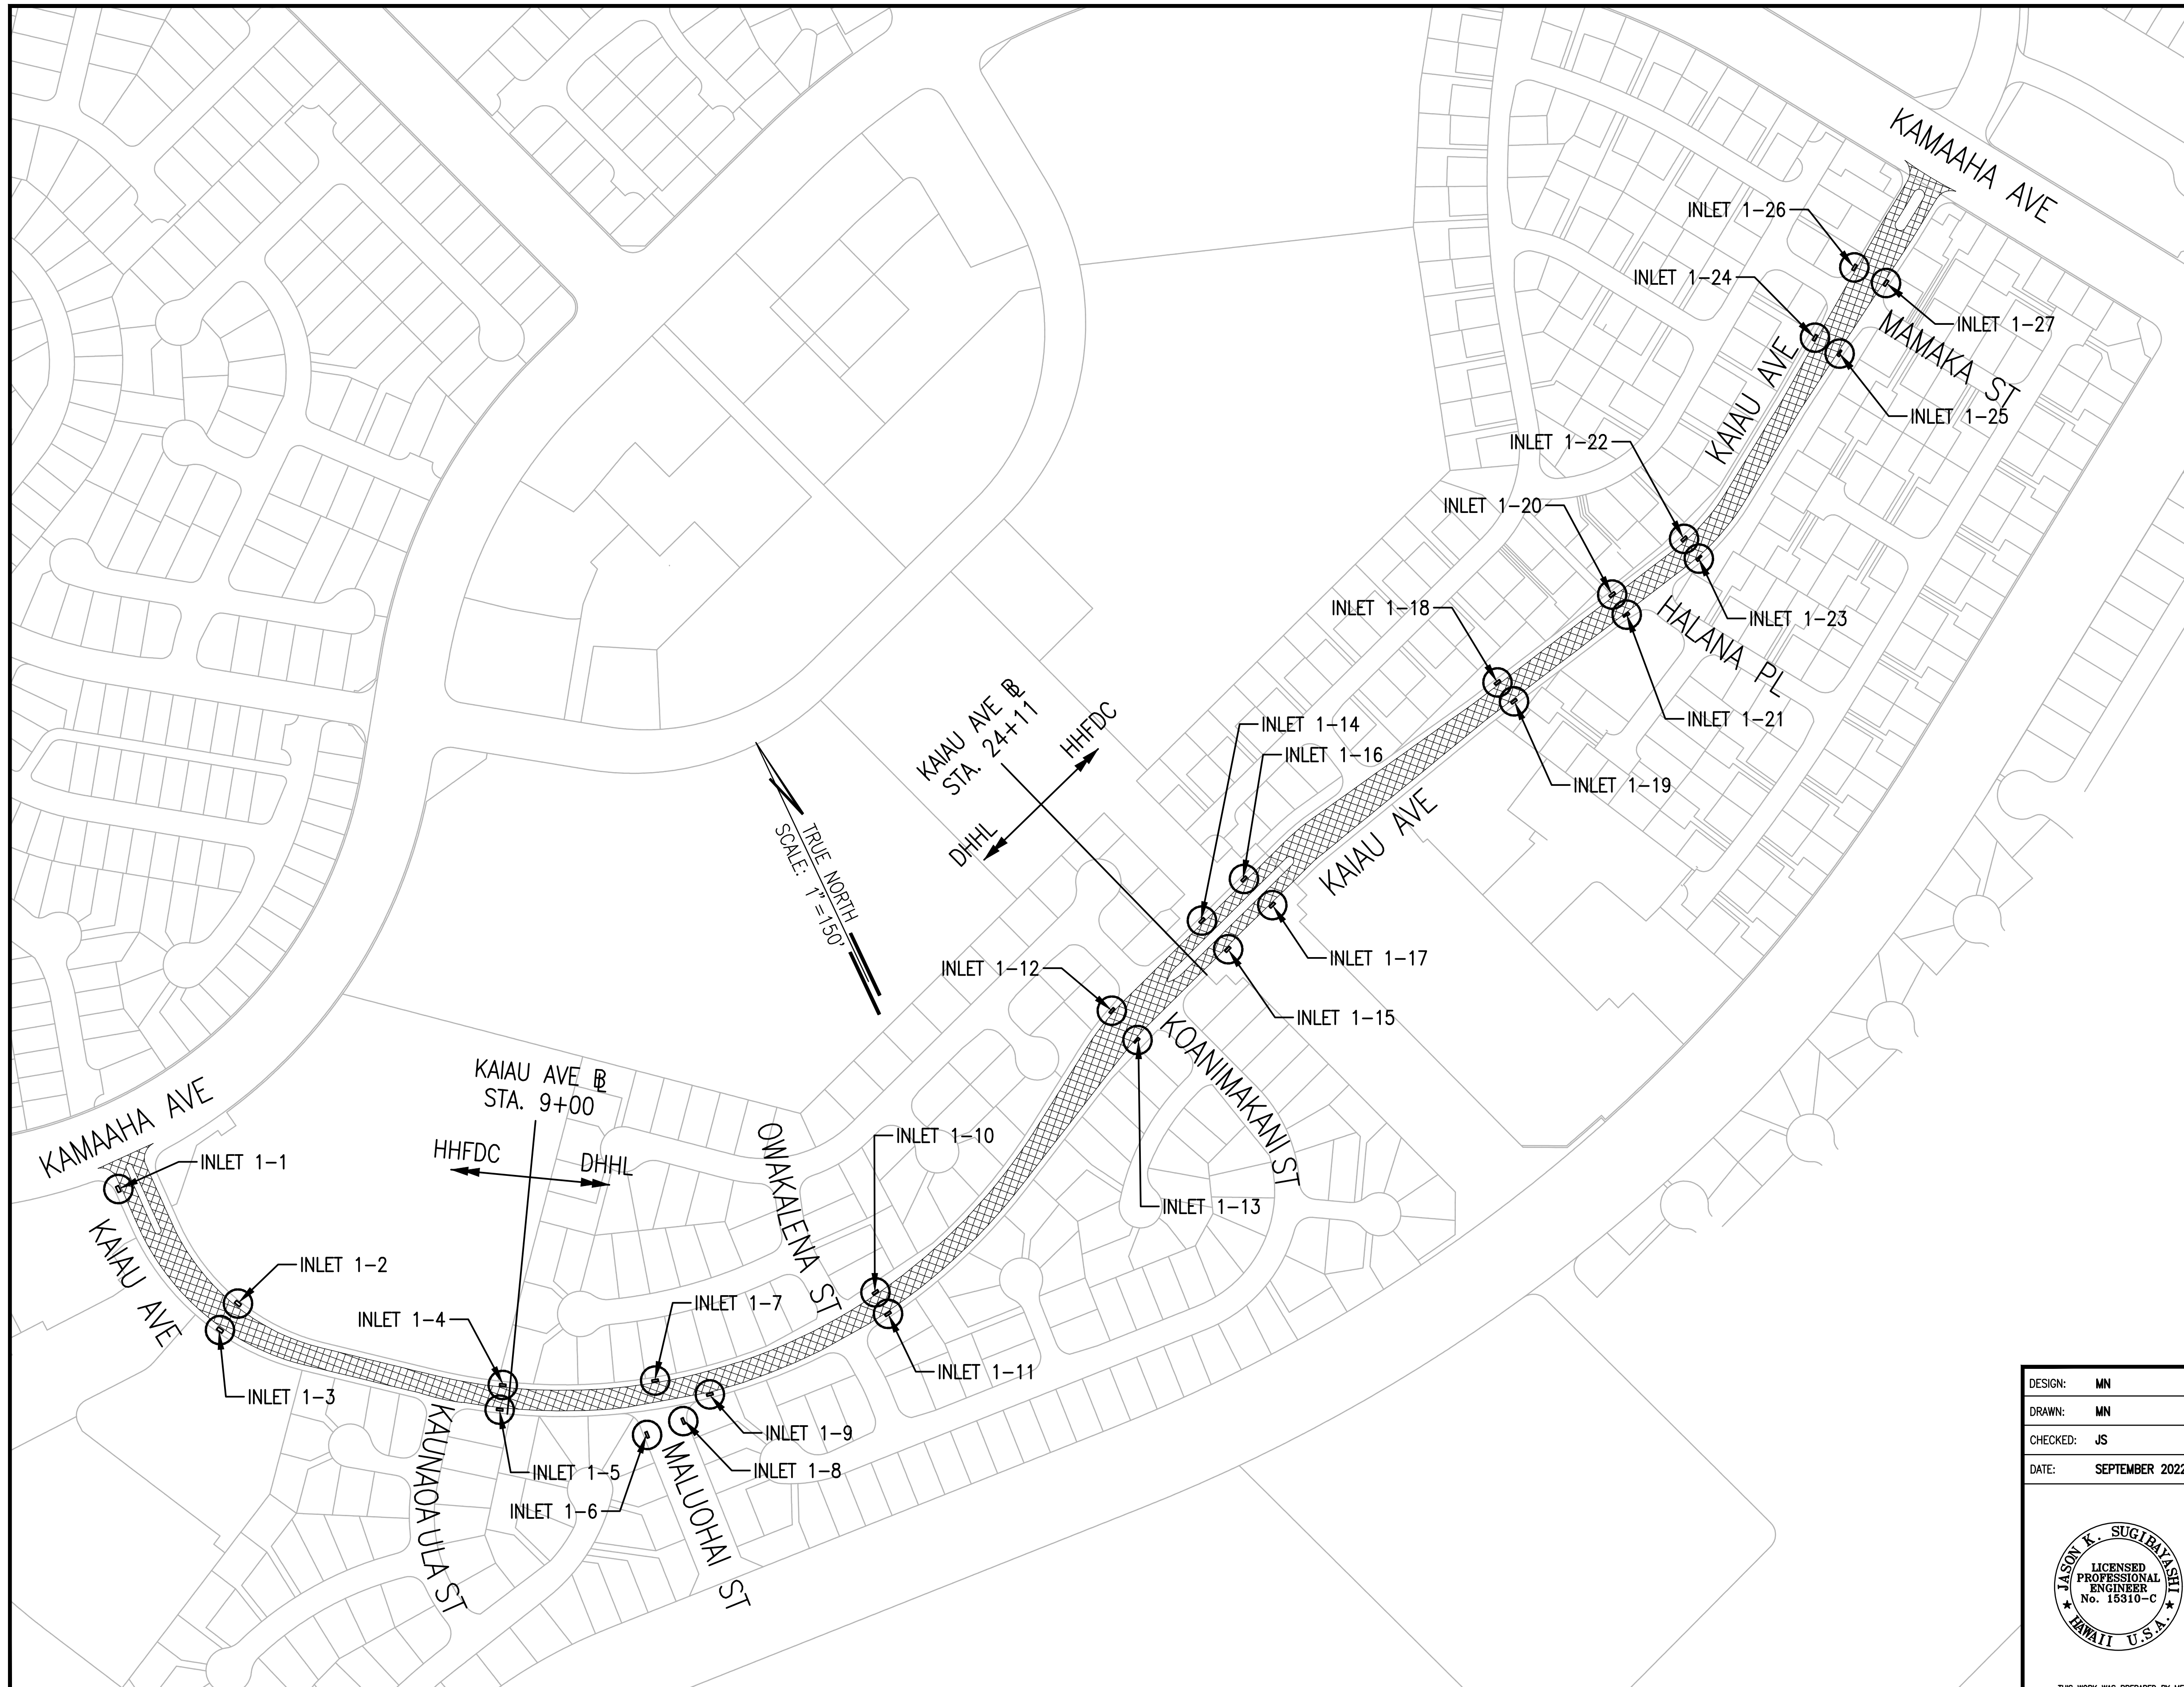 KAMAAHA AVE
INLET 1-26
INLET 1-24
INLET 1-27
MAMAKA ST
KAIAU AVE
INLET 1-25
INLET 1-22
INLET 1-20
INLET 1-18
HALANA PL
INLET 1-23
INLET 1-21
KAIAU AVE ℄
STA. 24+11
HHFDC
DHHL
INLET 1-14
INLET 1-16
INLET 1-19
KAIAU AVE
TRUE NORTH
SCALE: 1"=150'
INLET 1-12
INLET 1-17
INLET 1-15
KOANIMAKANI ST
KAIAU AVE ℄
STA. 9+00
HHFDC
DHHL
KAMAAHA AVE
INLET 1-1
OWAKALENA ST
INLET 1-10
INLET 1-13
KAIAU AVE
INLET 1-2
INLET 1-4
INLET 1-7
INLET 1-3
INLET 1-11
KAUNAOAULA ST
INLET 1-9
INLET 1-5
INLET 1-8
INLET 1-6
MALUOHAI ST
DESIGN: MN
DRAWN: MN
CHECKED: JS
DATE: SEPTEMBER 2022
JASON K. SUGIBAYASHI
LICENSED
PROFESSIONAL
ENGINEER
No. 15310-C
HAWAII U.S.A.